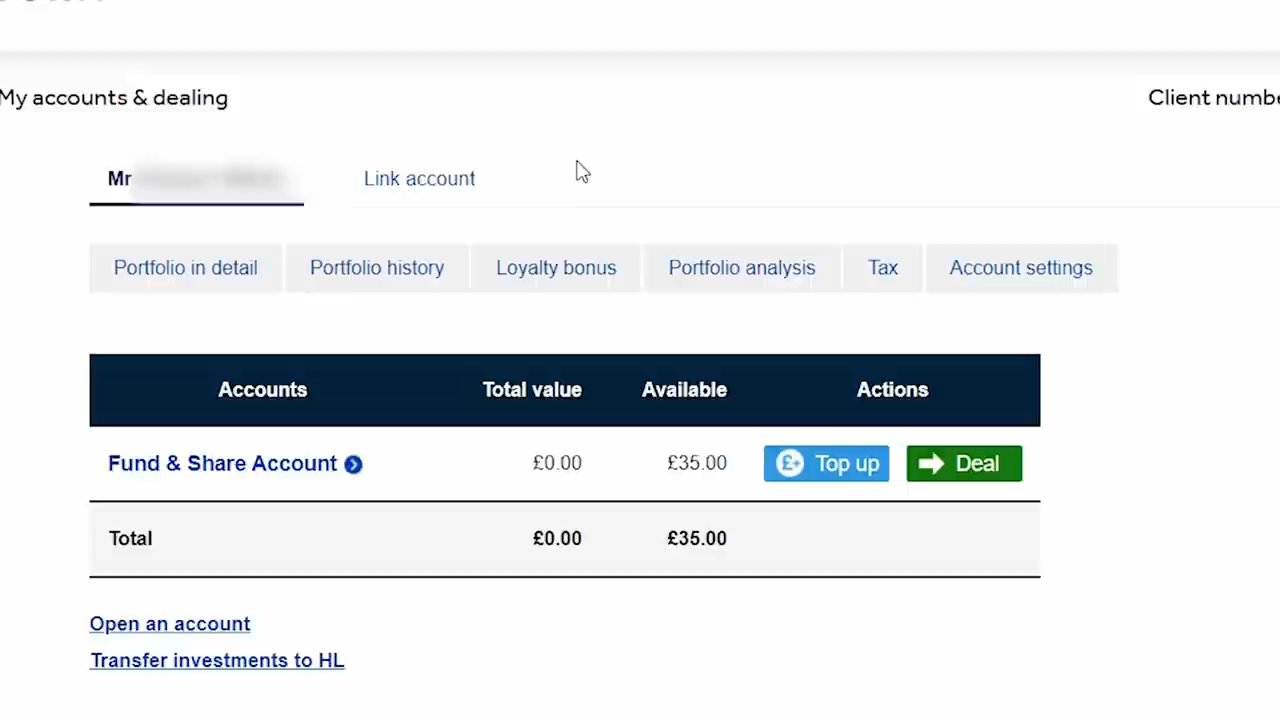 My accounts & dealing
Client numbe
Mr
Link account
Portfolio in detail
Portfolio history
Loyalty bonus
Portfolio analysis
Tax
Account settings
Accounts Total value Available Actions
Fund & Share Account £0.00 £35.00 £+ Top up Deal
Total £0.00 £35.00
Open an account
Transfer investments to HL